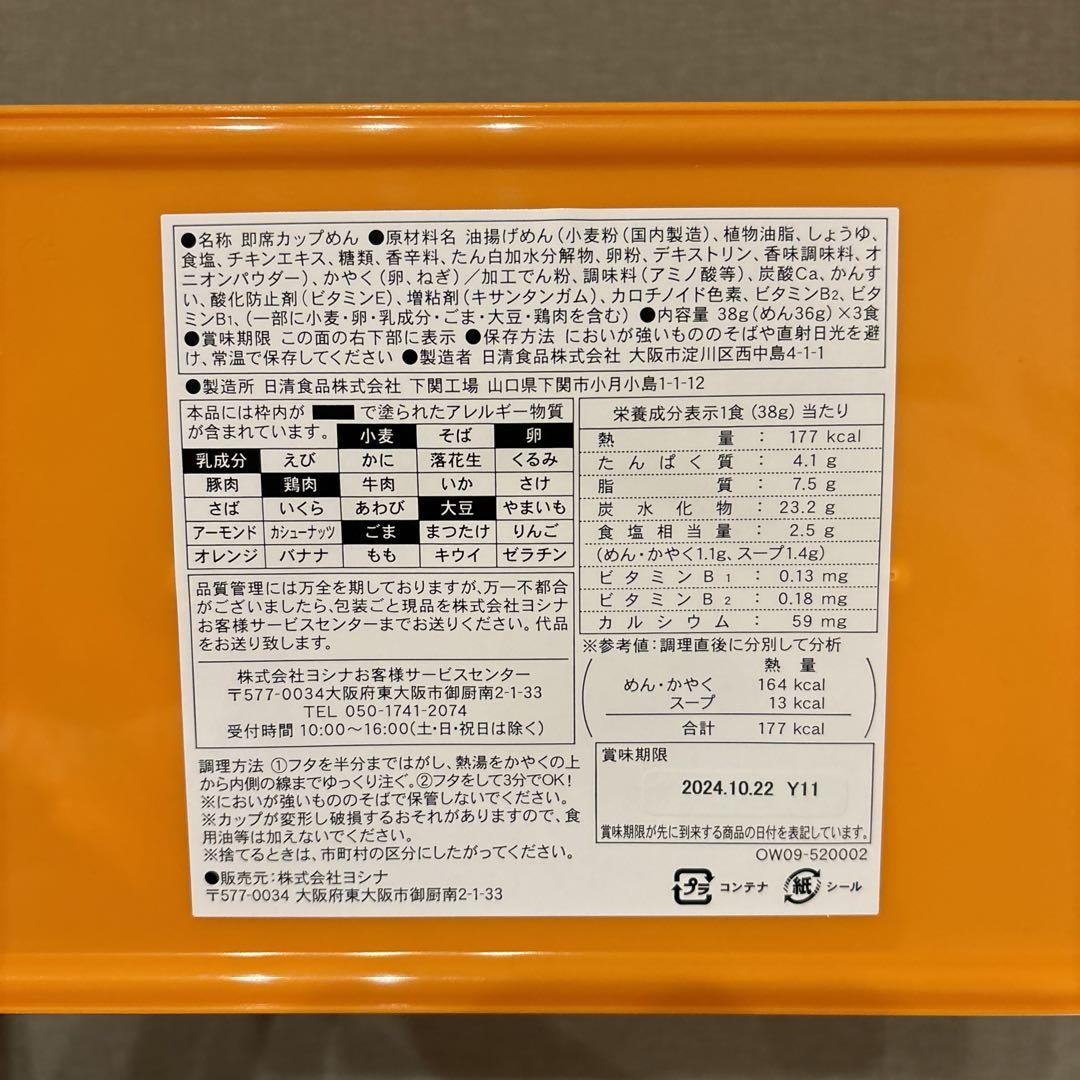 ●名称 即席カップめん ●原材料名 油揚げめん(小麦粉(国内製造)、植物油脂、しょうゆ、
食塩、チキンエキス、糖類、香辛料、たん白加水分解物、卵粉、デキストリン、香味調味料、オ
ニオンパウダー)、かやく(卵、ねぎ)/加工でん粉、調味料(アミノ酸等)、炭酸Ca、かんす
い、酸化防止剤(ビタミンE)、増粘剤(キサンタンガム)、カロチノイド色素、ビタミンB2、ビタ
ミンB1、(一部に小麦・卵・乳成分・ごま・大豆・鶏肉を含む) ●内容量 38g(めん36g)×3食
●賞味期限 この面の右下部に表示 ●保存方法 においが強いもののそばや直射日光を避
け、常温で保存してください ●製造者 日清食品株式会社 大阪市淀川区西中島4-1-1
●製造所 日清食品株式会社 下関工場 山口県下関市小月小島1-1-12
本品には枠内が で塗られたアレルギー物質
が含まれています。 小麦 そば 卵
乳成分 えび かに 落花生 くるみ
豚肉 鶏肉 牛肉 いか さけ
さば いくら あわび 大豆 やまいも
アーモンド カシューナッツ ごま まつたけ りんご
オレンジ バナナ もも キウイ ゼラチン
品質管理には万全を期しておりますが、万一不都合
がございましたら、包装ごと現品を株式会社ヨシナ
お客様サービスセンターまでお送りください。代品
をお送り致します。
株式会社ヨシナお客様サービスセンター
〒577-0034大阪府東大阪市御厨南2-1-33
TEL 050-1741-2074
受付時間 10:00〜16:00(土・日・祝日は除く)
調理方法 ①フタを半分まではがし、熱湯をかやくの上
から内側の線までゆっくり注ぐ。②フタをして3分でOK!
※においが強いもののそばで保管しないでください。
※カップが変形し破損するおそれがありますので、食
用油等は加えないでください。
※捨てるときは、市町村の区分にしたがってください。
●販売元:株式会社ヨシナ
〒577-0034 大阪府東大阪市御厨南2-1-33
栄養成分表示1食(38g)当たり
熱量:177 kcal
たんぱく質:4.1 g
脂質:7.5 g
炭水化物:23.2 g
食塩相当量:2.5 g
(めん・かやく1.1g、スープ1.4g)
ビタミンB1:0.13 mg
ビタミンB2:0.18 mg
カルシウム:59 mg
※参考値:調理直後に分別して分析
熱量
めん・かやく 164 kcal
スープ 13 kcal
合計 177 kcal
賞味期限
2024.10.22 Y11
賞味期限が先に到来する商品の日付を表記しています。
OW09-520002
プラ コンテナ 紙 シール